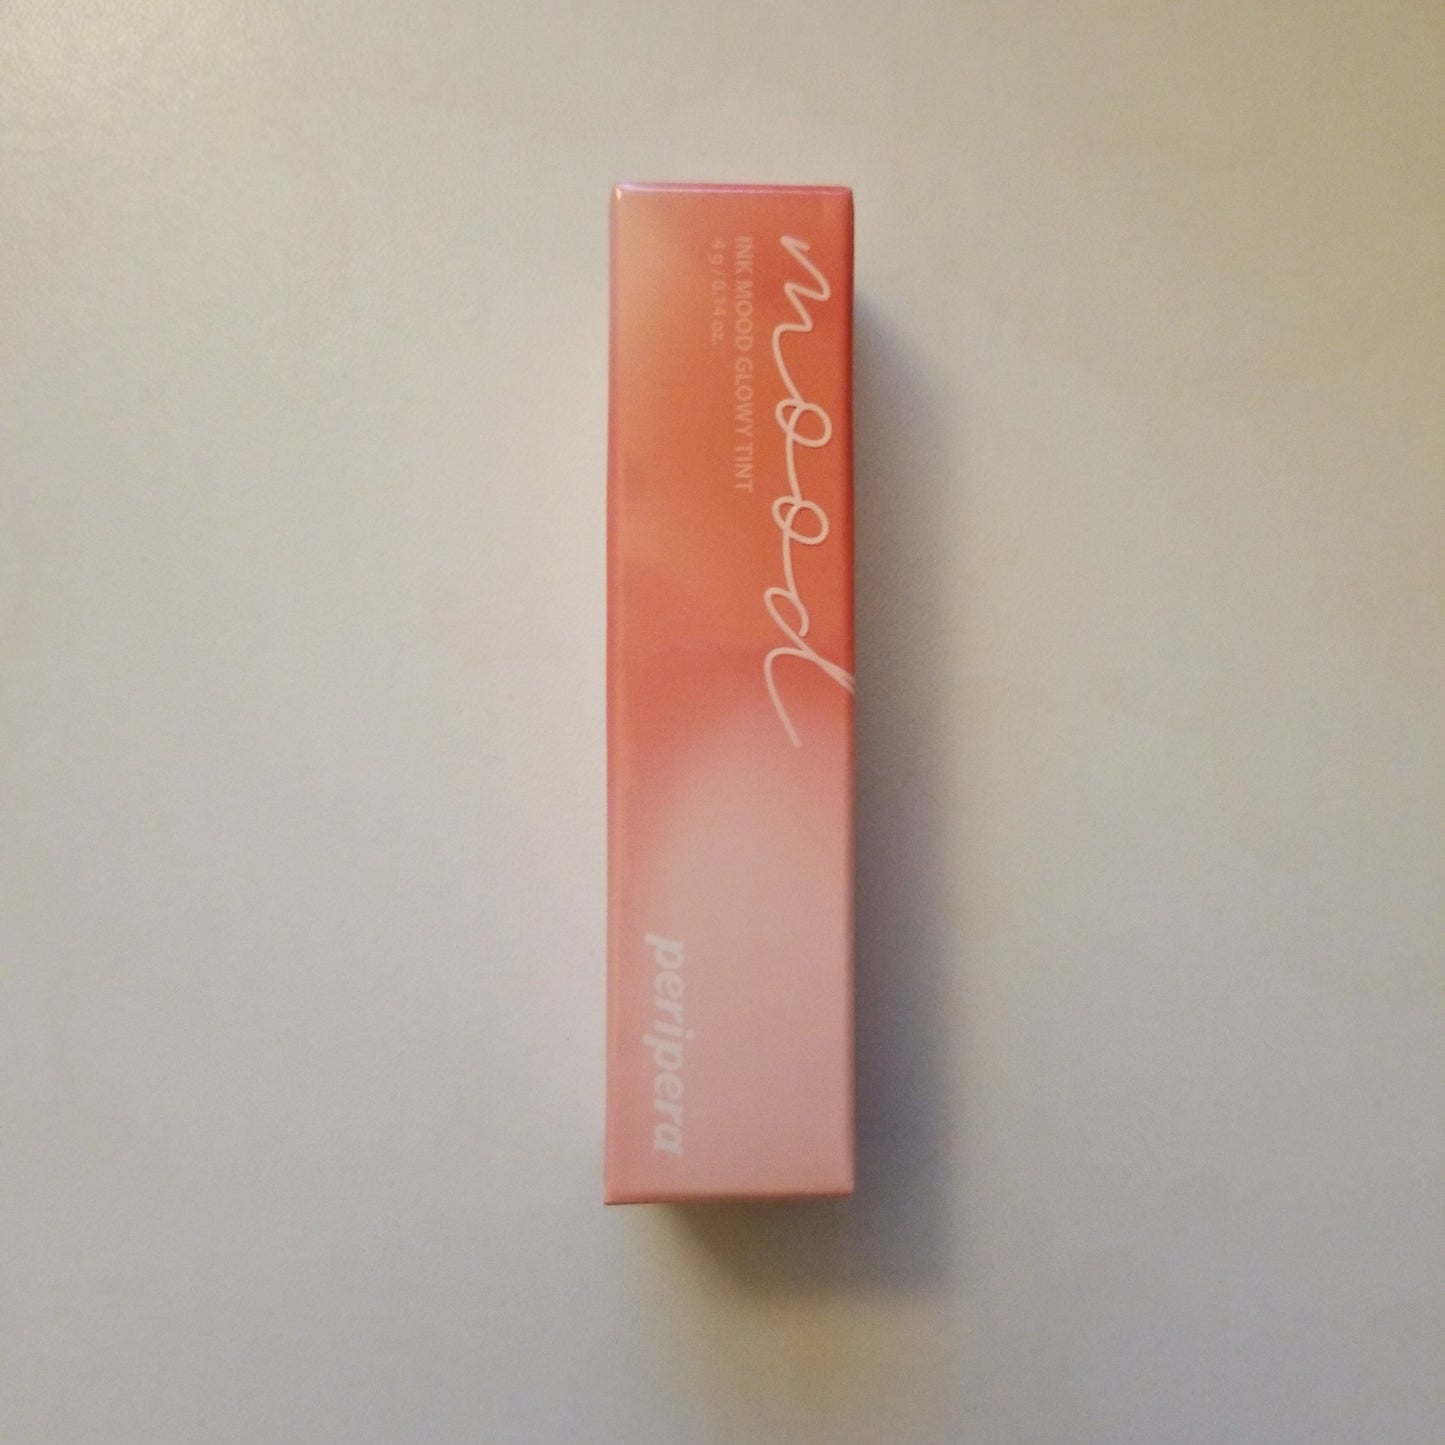 mood
INK MOOD GLOWY TINT
4 g / 0.14 oz.
peripera